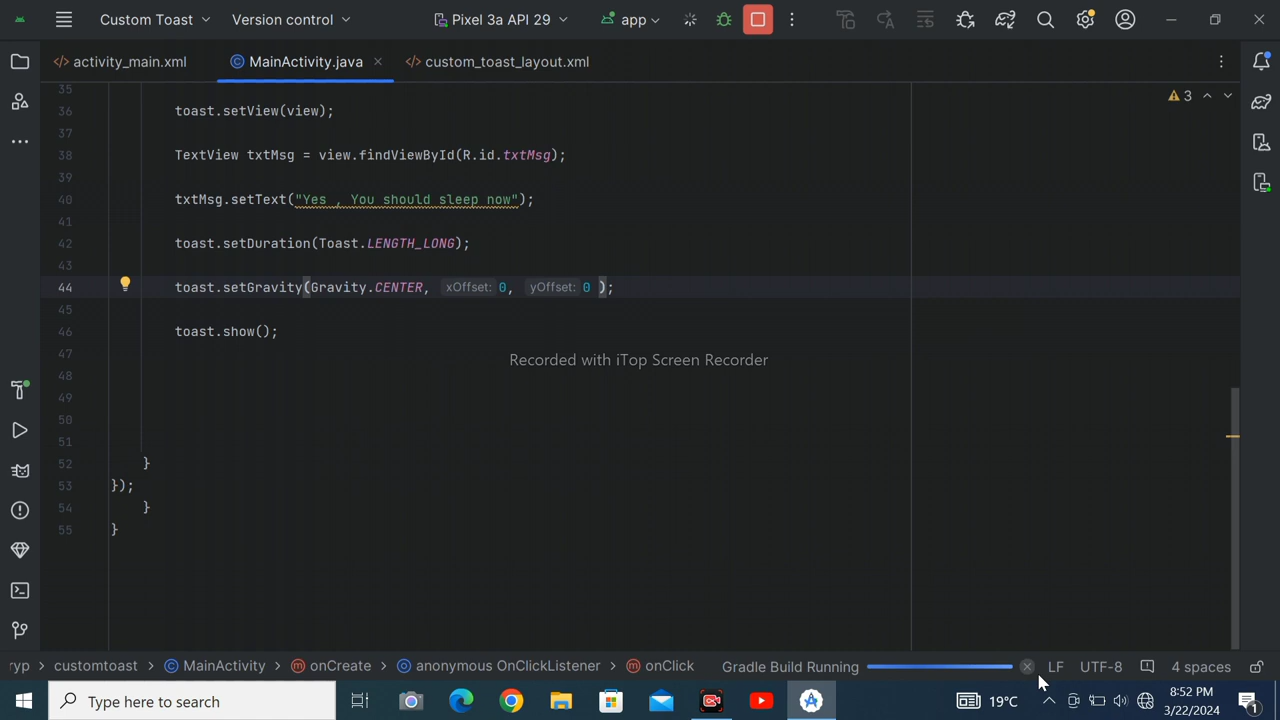 Custom Toast Version control Pixel 3a API 29 app
activity_main.xml MainActivity.java custom_toast_layout.xml
35
3
36 toast.setView(view);
37
38 TextView txtMsg = view.findViewById(R.id.txtMsg);
39
40 txtMsg.setText("Yes , You should sleep now");
41
42 toast.setDuration(Toast.LENGTH_LONG);
43
44 toast.setGravity(Gravity.CENTER, xOffset: 0, yOffset: 0 );
45
46 toast.show();
47
Recorded with iTop Screen Recorder
48
49
50
51
52 }
53 });
54 }
55 }
ryp > customtoast > MainActivity > onCreate > anonymous OnClickListener > onClick Gradle Build Running LF UTF-8 4 spaces
Type here to search 19°C 8:52 PM
3/22/2024 1